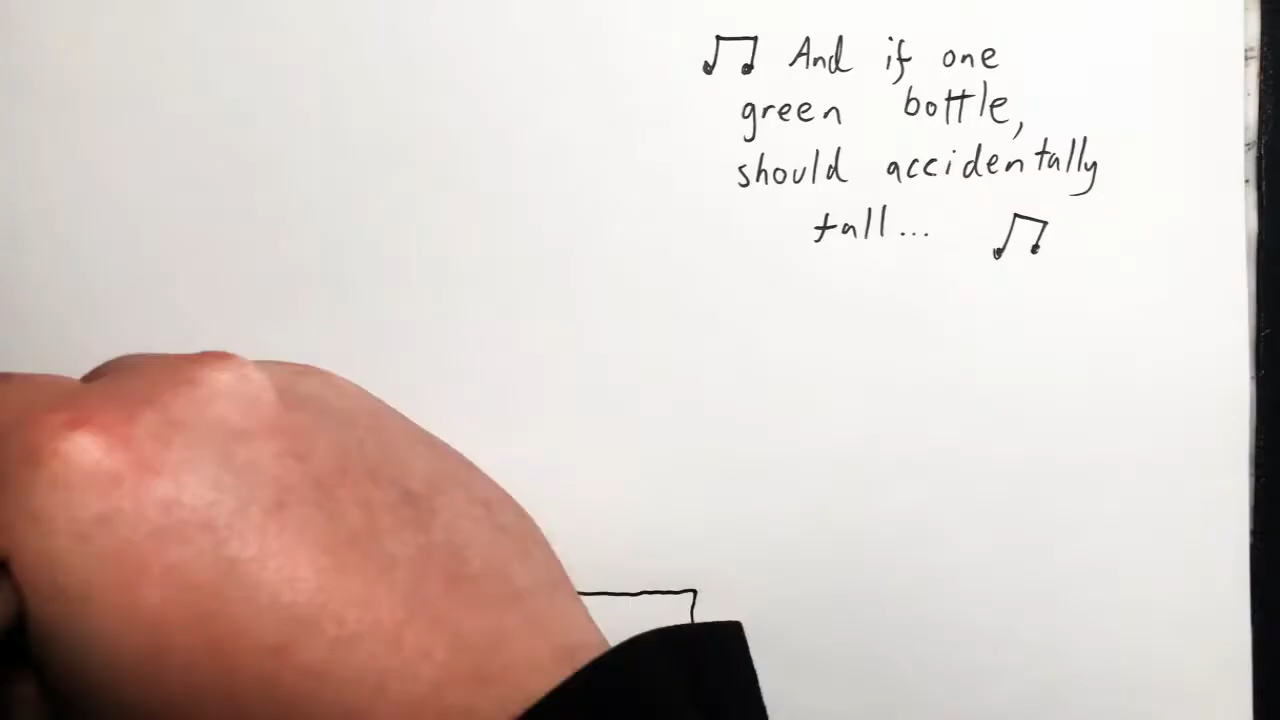 ♫ And if one
green bottle,
should accidentally
fall... ♫